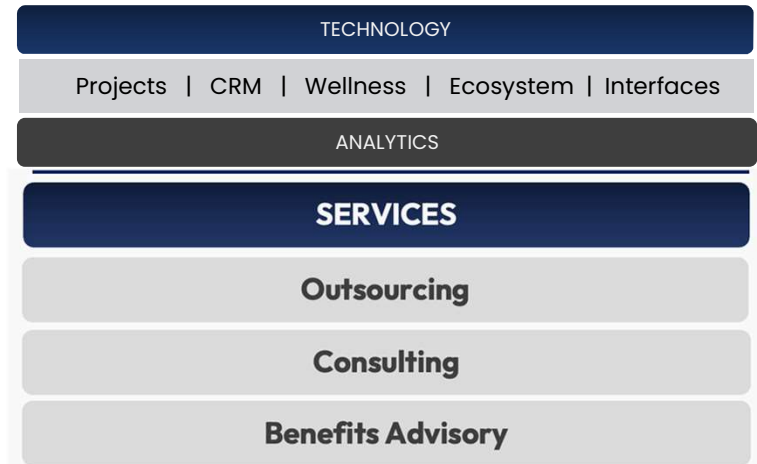 TECHNOLOGY
Projects | CRM | Wellness | Ecosystem | Interfaces
ANALYTICS
SERVICES
Outsourcing
Consulting
Benefits Advisory